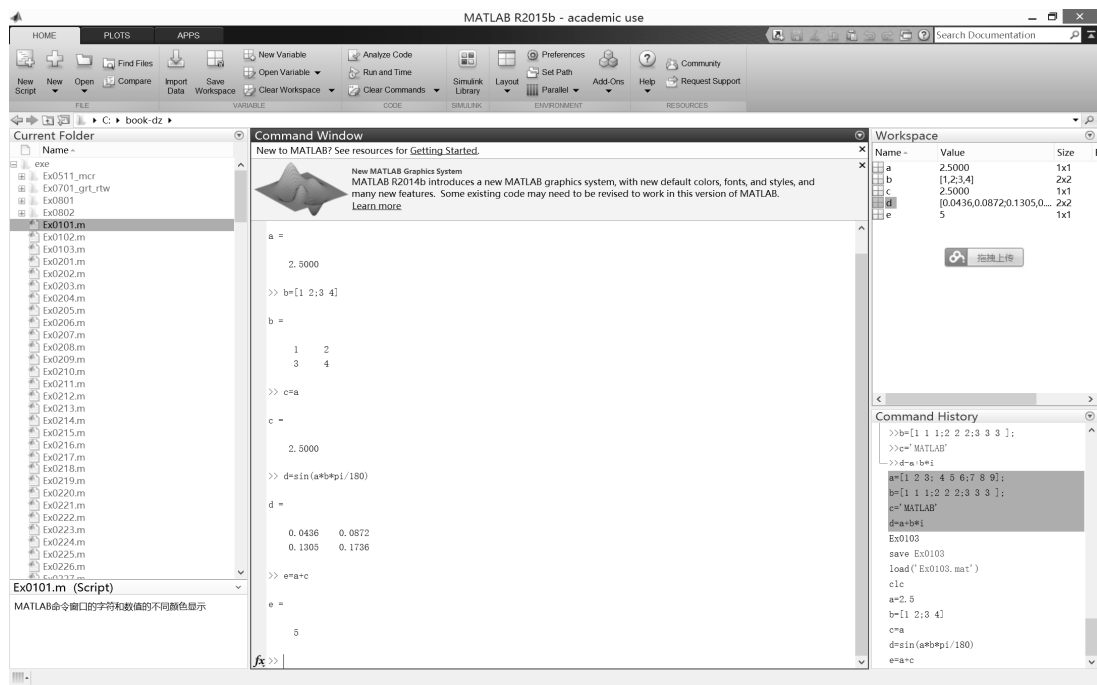 MATLAB R2015b - academic use
HOME PLOTS APPS
Search Documentation
New Script
New
Open
Find Files
Compare
FILE
Import Data
Save Workspace
New Variable
Open Variable
Clear Workspace
VARIABLE
Analyze Code
Run and Time
Clear Commands
CODE
Simulink Library
SIMULINK
Layout
Preferences
Set Path
Parallel
Add-Ons
ENVIRONMENT
Help
Community
Request Support
RESOURCES
C: book-dz
Current Folder
Name
exe
Ex0511_mcr
Ex0701_grt_rtw
Ex0801
Ex0802
Ex0101.m
Ex0102.m
Ex0103.m
Ex0201.m
Ex0202.m
Ex0203.m
Ex0204.m
Ex0205.m
Ex0206.m
Ex0207.m
Ex0208.m
Ex0209.m
Ex0210.m
Ex0211.m
Ex0212.m
Ex0213.m
Ex0214.m
Ex0215.m
Ex0216.m
Ex0217.m
Ex0218.m
Ex0219.m
Ex0220.m
Ex0221.m
Ex0222.m
Ex0223.m
Ex0224.m
Ex0225.m
Ex0226.m
Ex0227.m
Ex0101.m (Script)
MATLAB命令窗口的字符和数值的不同颜色显示
Command Window
New to MATLAB? See resources for Getting Started.
New MATLAB Graphics System
MATLAB R2014b introduces a new MATLAB graphics system, with new default colors, fonts, and styles, and
many new features. Some existing code may need to be revised to work in this version of MATLAB.
Learn more
a =
2.5000
>> b=[1 2;3 4]
b =
1 2
3 4
>> c=a
c =
2.5000
>> d=sin(a*b*pi/180)
d =
0.0436 0.0872
0.1305 0.1736
>> e=a+c
e =
5
fx >>
Workspace
Name Value Size
a 2.5000 1x1
b [1,2;3,4] 2x2
c 2.5000 1x1
d [0.0436,0.0872;0.1305,0.... 2x2
e 5 1x1
拖拽上传
Command History
>>b=[1 1 1;2 2 2;3 3 3 ];
>>c='MATLAB'
>>d=a+b*i
a=[1 2 3; 4 5 6;7 8 9];
b=[1 1 1;2 2 2;3 3 3 ];
c='MATLAB'
d=a+b*i
Ex0103
save Ex0103
load('Ex0103.mat')
clc
a=2.5
b=[1 2;3 4]
c=a
d=sin(a*b*pi/180)
e=a+c